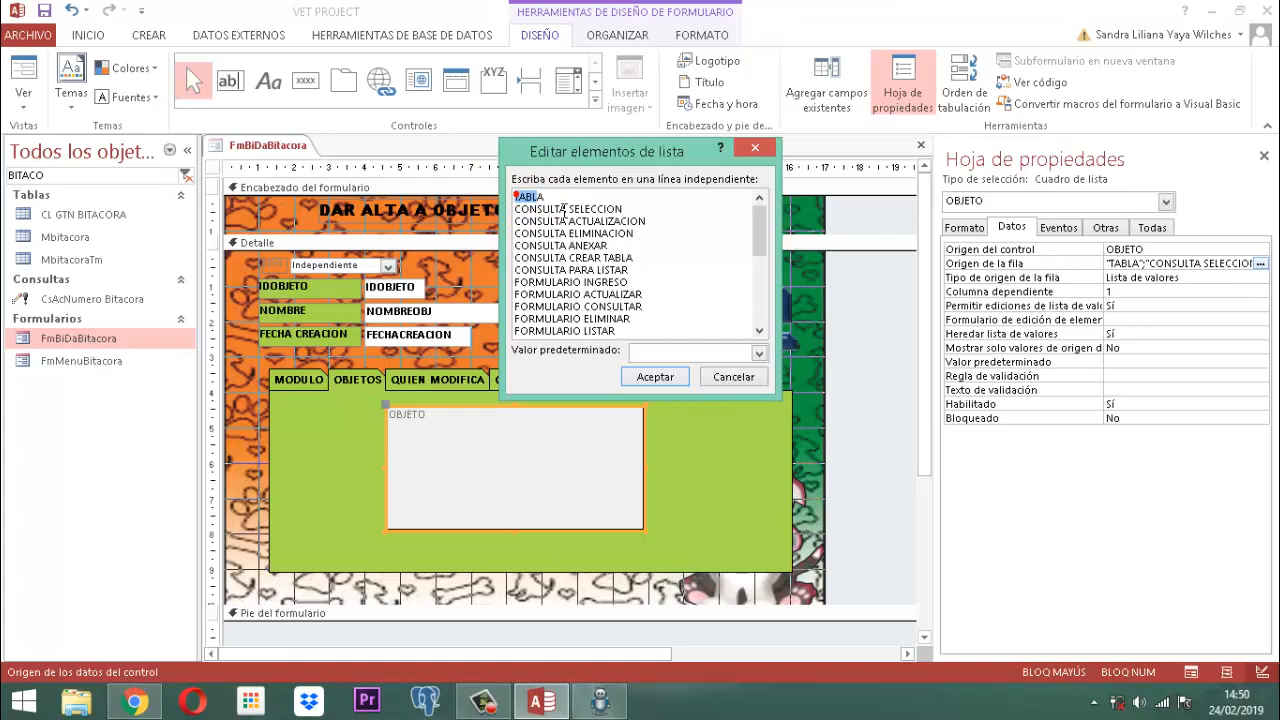 VET PROJECT
HERRAMIENTAS DE DISEÑO DE FORMULARIO
?
ARCHIVO INICIO CREAR DATOS EXTERNOS HERRAMIENTAS DE BASE DE DATOS DISEÑO ORGANIZAR FORMATO
Sandra Liliana Yaya Wilches
Ver
Vistas
Temas
Colores
Fuentes
Temas
ab|
Aa
xxxx
XYZ
Controles
Insertar imagen
Logotipo
Título
Fecha y hora
Encabezado y pie de...
Agregar campos existentes
Hoja de propiedades
Orden de tabulación
Subformulario en nueva ventana
Ver código
Convertir macros del formulario a Visual Basic
Herramientas
Todos los objet...
BITACO
Tablas
CL GTN BITACORA
Mbitacora
MbitacoraTm
Consultas
CsAcNumero Bitacora
Formularios
FmBiDaBitacora
FmMenuBitacora
FmBiDaBitacora
Encabezado del formulario
DAR ALTA A OBJETO
Detalle
Independiente
IDOBJETO IDOBJETO
NOMBRE NOMBREOBJ
FECHA CREACION FECHACREACION
MODULO OBJETOS QUIEN MODIFICA
OBJETO
Pie del formulario
Editar elementos de lista ?
Escriba cada elemento en una línea independiente:
TABLA
CONSULTA SELECCION
CONSULTA ACTUALIZACION
CONSULTA ELIMINACION
CONSULTA ANEXAR
CONSULTA CREAR TABLA
CONSULTA PARA LISTAR
FORMULARIO INGRESO
FORMULARIO ACTUALIZAR
FORMULARIO CONSULTAR
FORMULARIO ELIMINAR
FORMULARIO LISTAR
Valor predeterminado:
Aceptar Cancelar
Hoja de propiedades
Tipo de selección: Cuadro de lista
OBJETO
Formato Datos Eventos Otras Todas
Origen del control OBJETO
Origen de la fila "TABLA";"CONSULTA SELECCION
Tipo de origen de la fila Lista de valores
Columna dependiente 1
Permitir ediciones de lista de valo Sí
Formulario de edición de elemen
Heredar lista de valores Sí
Mostrar solo valores de origen d No
Valor predeterminado
Regla de validación
Texto de validación
Habilitado Sí
Bloqueado No
Origen de los datos del control
BLOQ MAYÚS BLOQ NUM
Pr
14:50
24/02/2019